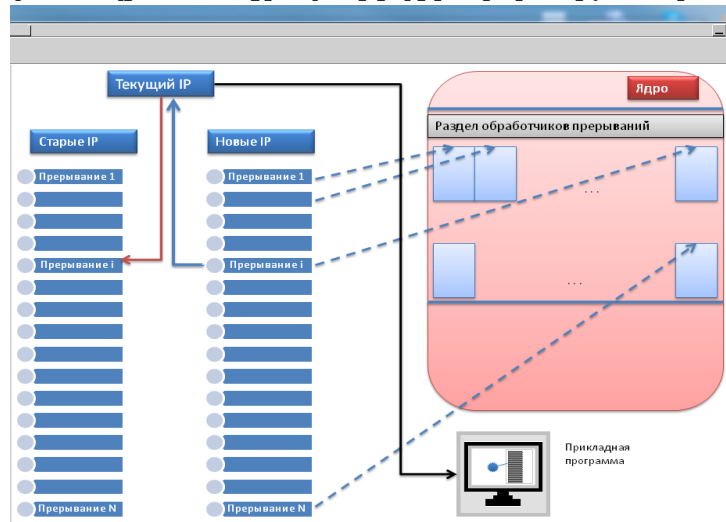 Текущий IP
Ядро
Раздел обработчиков прерываний
Старые IP
Новые IP
Прерывание 1
Прерывание 1
. . .
Прерывание i
Прерывание i
. . .
Прикладная
программа
Прерывание N
Прерывание N